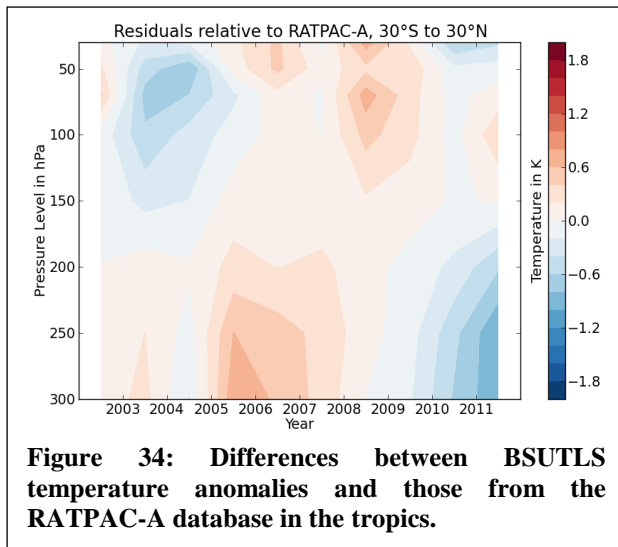 Residuals relative to RATPAC-A, 30°S to 30°N
50
100
150
200
250
300
Pressure Level in hPa
2003 2004 2005 2006 2007 2008 2009 2010 2011
Year
1.8
1.2
0.6
0.0
−0.6
−1.2
−1.8
Temperature in K
Figure 34: Differences between BSUTLS
temperature anomalies and those from the
RATPAC-A database in the tropics.